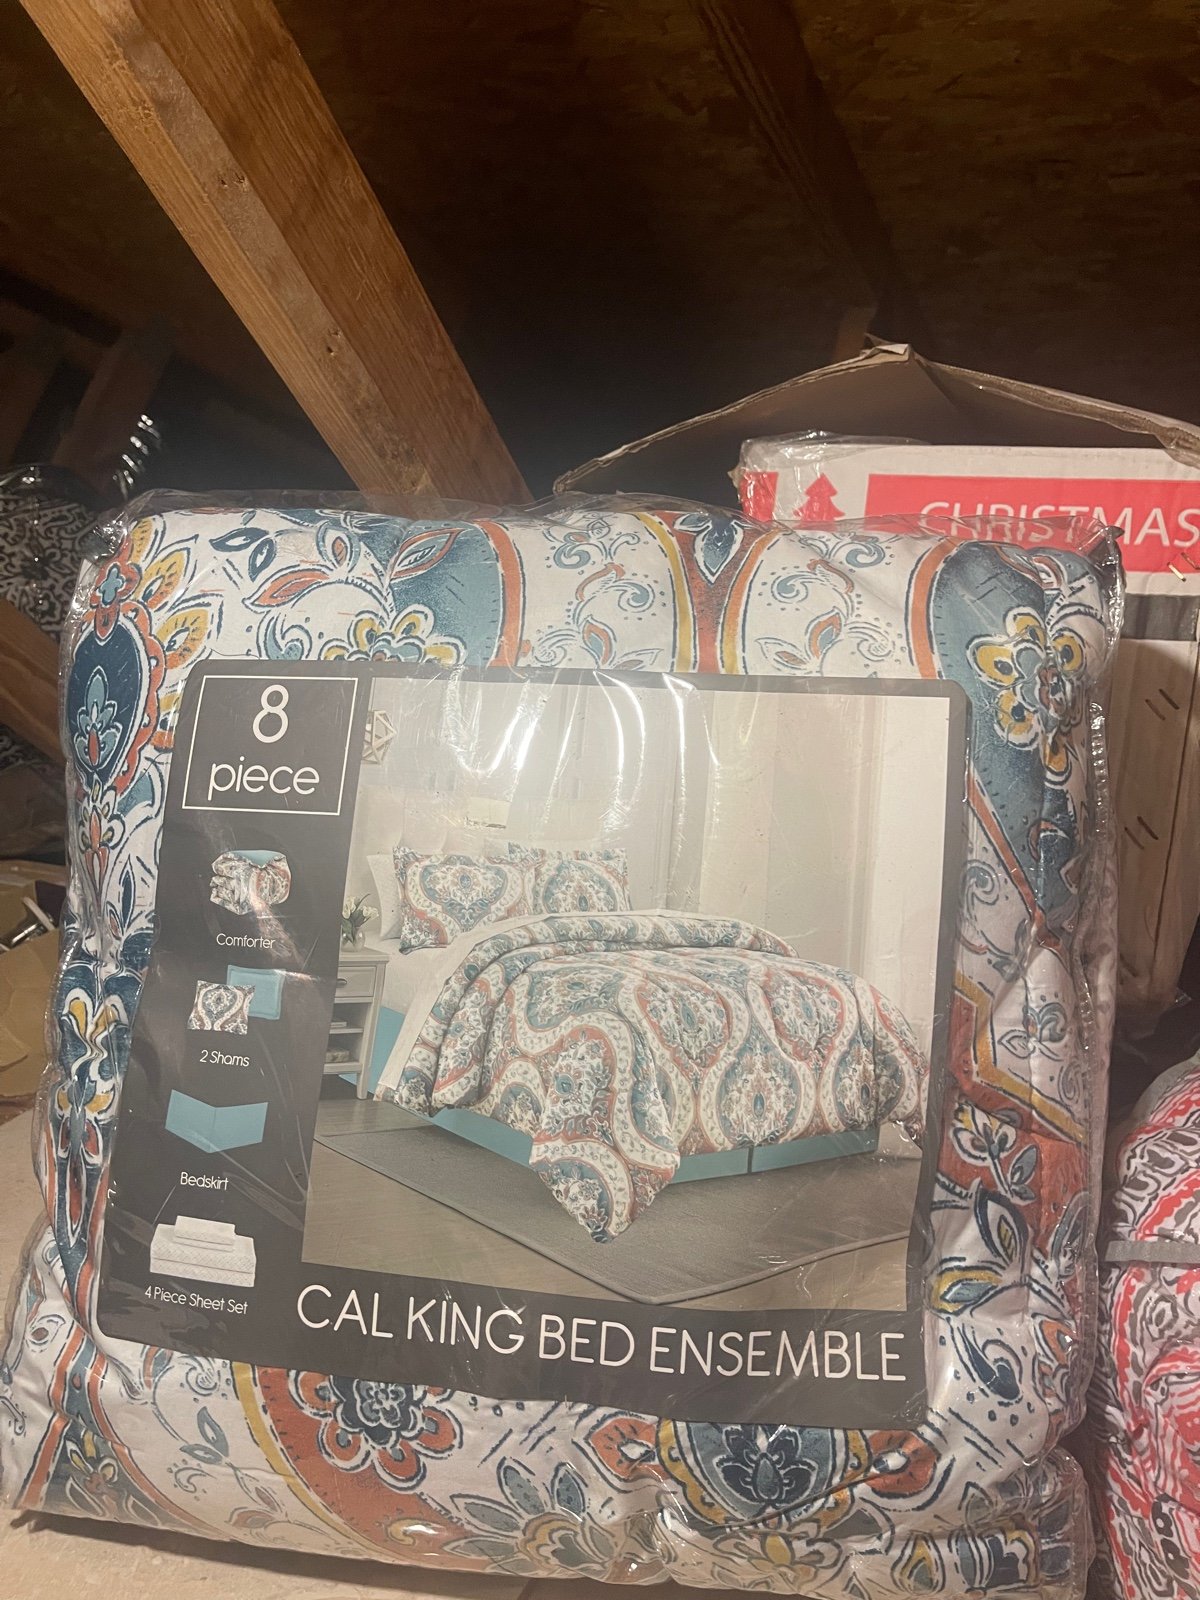 CHRISTMAS
8
piece
Comforter
2 Shams
Bedskirt
4 Piece Sheet Set
CAL KING BED ENSEMBLE